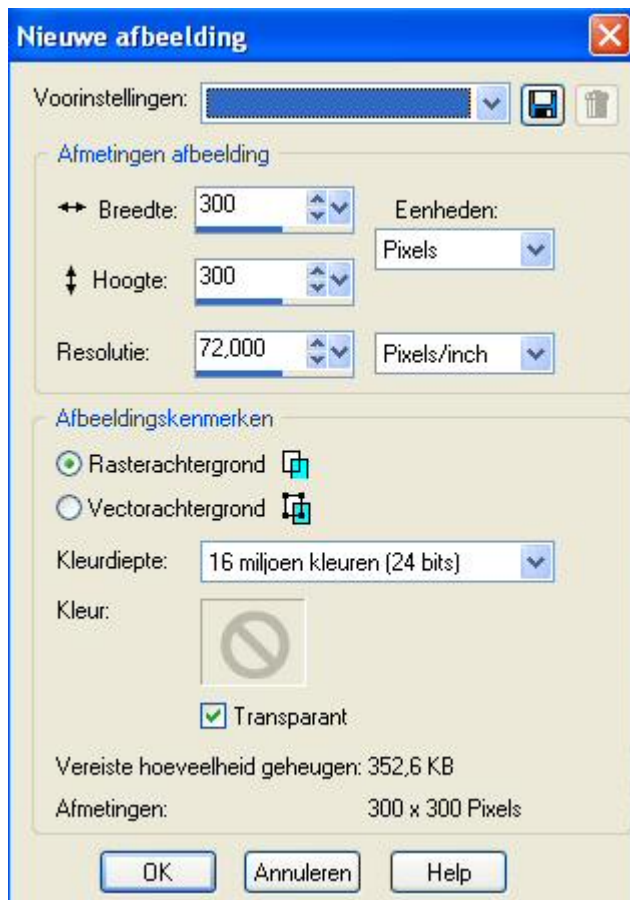 Nieuwe afbeelding
Voorinstellingen:
Afmetingen afbeelding
Breedte: 300 Eenheden:
Pixels
Hoogte: 300
Resolutie: 72,000 Pixels/inch
Afbeeldingskenmerken
Rasterachtergrond
Vectorachtergrond
Kleurdiepte: 16 miljoen kleuren (24 bits)
Kleur:
Transparant
Vereiste hoeveelheid geheugen: 352,6 KB
Afmetingen: 300 x 300 Pixels
OK Annuleren Help